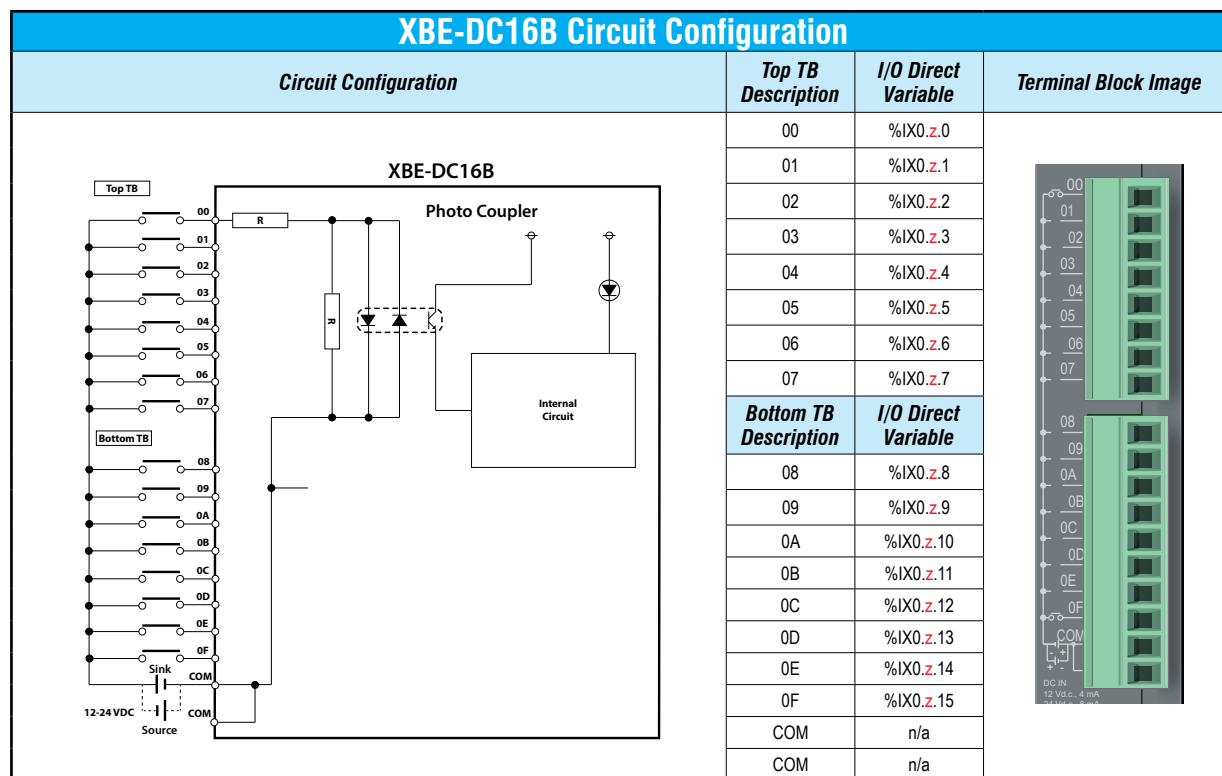 XBE-DC16B Circuit Configuration
Circuit Configuration
Top TB Description
I/O Direct Variable
Terminal Block Image
XBE-DC16B
Top TB
Photo Coupler
R
R
Internal
Circuit
00
01
02
03
04
05
06
07
Bottom TB
08
09
0A
0B
0C
0D
0E
0F
Sink
COM
12-24 VDC
COM
Source
00 %IX0.z.0
01 %IX0.z.1
02 %IX0.z.2
03 %IX0.z.3
04 %IX0.z.4
05 %IX0.z.5
06 %IX0.z.6
07 %IX0.z.7
Bottom TB Description
I/O Direct Variable
08 %IX0.z.8
09 %IX0.z.9
0A %IX0.z.10
0B %IX0.z.11
0C %IX0.z.12
0D %IX0.z.13
0E %IX0.z.14
0F %IX0.z.15
COM n/a
COM n/a
00
01
02
03
04
05
06
07
08
09
0A
0B
0C
0D
0E
0F
COM
- +
+ -
DC IN
12 Vd.c., 4 mA
24 Vd.c., 8 mA